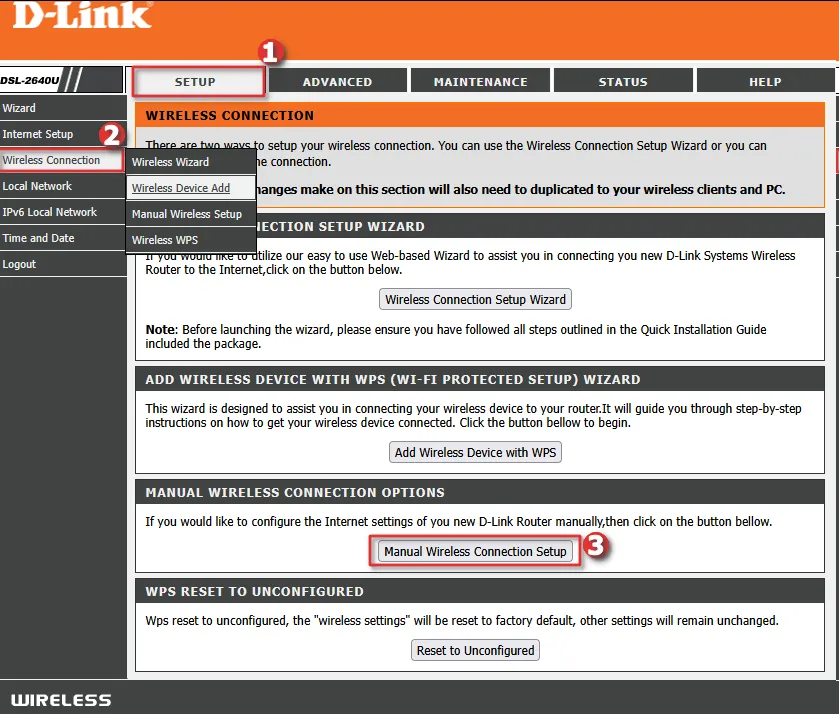 D-Link
1
DSL-2640U
SETUP
ADVANCED
MAINTENANCE
STATUS
HELP
Wizard
Internet Setup
2
Wireless Connection
Local Network
IPv6 Local Network
Time and Date
Logout
Wireless Wizard
Wireless Device Add
Manual Wireless Setup
Wireless WPS
WIRELESS CONNECTION
There are two ways to setup your wireless connection. You can use the Wireless Connection Setup Wizard or you can
e connection.
hanges make on this section will also need to duplicated to your wireless clients and PC.
NECTION SETUP WIZARD
If you would like to utilize our easy to use Web-based Wizard to assist you in connecting you new D-Link Systems Wireless
Router to the Internet,click on the button below.
Wireless Connection Setup Wizard
Note: Before launching the wizard, please ensure you have followed all steps outlined in the Quick Installation Guide
included the package.
ADD WIRELESS DEVICE WITH WPS (WI-FI PROTECTED SETUP) WIZARD
This wizard is designed to assist you in connecting your wireless device to your router.It will guide you through step-by-step
instructions on how to get your wireless device connected. Click the button bellow to begin.
Add Wireless Device with WPS
MANUAL WIRELESS CONNECTION OPTIONS
If you would like to configure the Internet settings of you new D-Link Router manually,then click on the button bellow.
Manual Wireless Connection Setup
3
WPS RESET TO UNCONFIGURED
Wps reset to unconfigured, the "wireless settings" will be reset to factory default, other settings will remain unchanged.
Reset to Unconfigured
WIRELESS